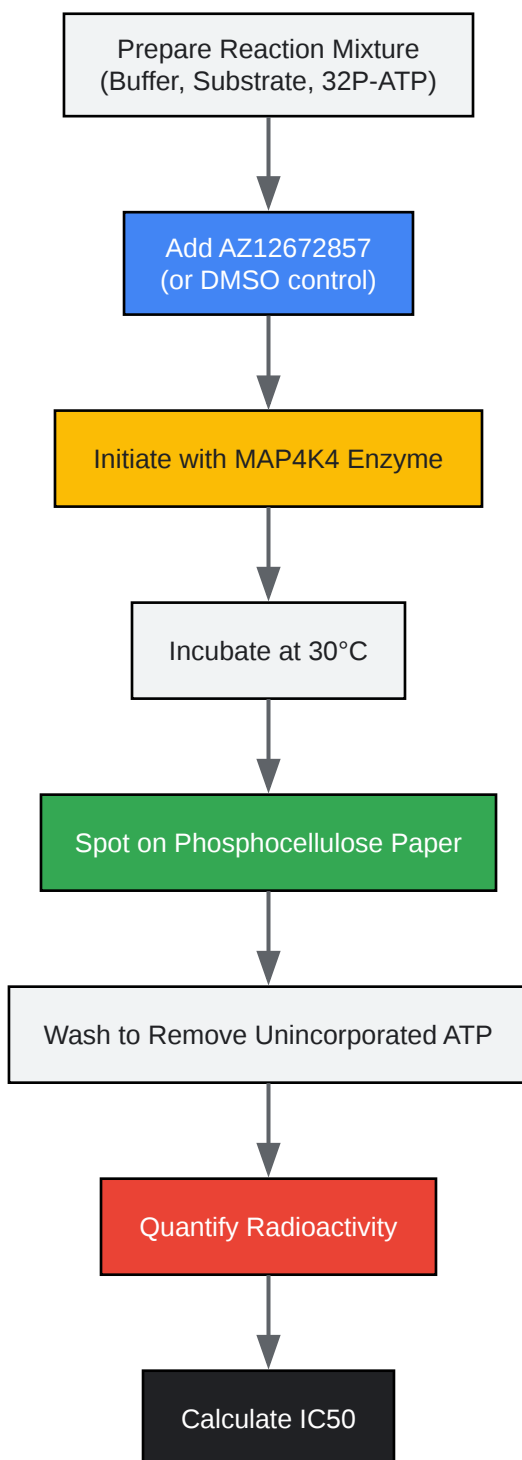 Prepare Reaction Mixture
(Buffer, Substrate, 32P-ATP)
Add AZ12672857
(or DMSO control)
Initiate with MAP4K4 Enzyme
Incubate at 30°C
Spot on Phosphocellulose Paper
Wash to Remove Unincorporated ATP
Quantify Radioactivity
Calculate IC50